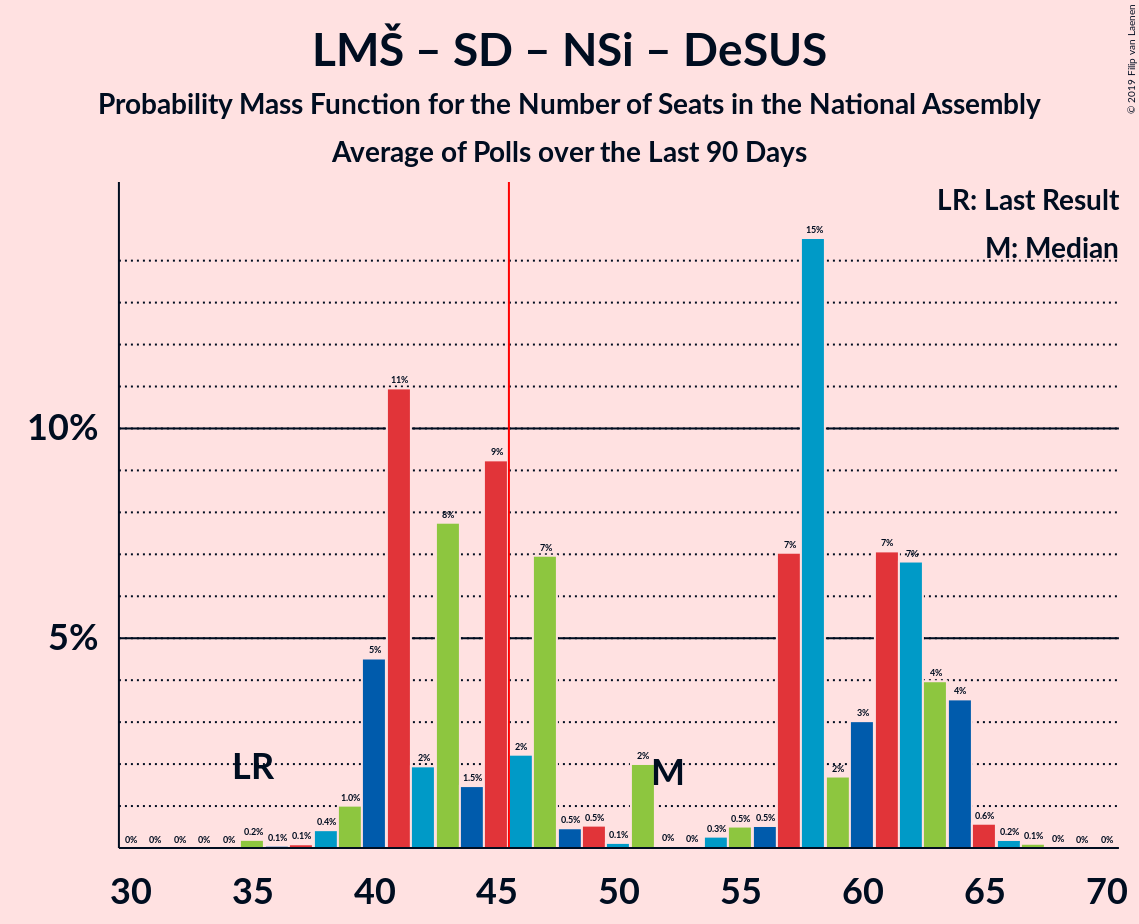 LMŠ – SD – NSi – DeSUS
Probability Mass Function for the Number of Seats in the National Assembly
Average of Polls over the Last 90 Days
© 2019 Filip van Laenen
LR: Last Result
M: Median
10%
5%
0% 0% 0% 0% 0% 0.2% 0.1% 0.1% 0.4% 1.0% 5% 11% 2% 8% 1.5% 9% 2% 7% 0.5% 0.5% 0.1% 2% 0% 0% 0.3% 0.5% 0.5% 7% 15% 2% 3% 7% 7% 4% 4% 0.6% 0.2% 0.1% 0% 0% 0%
LR
M
30 35 40 45 50 55 60 65 70